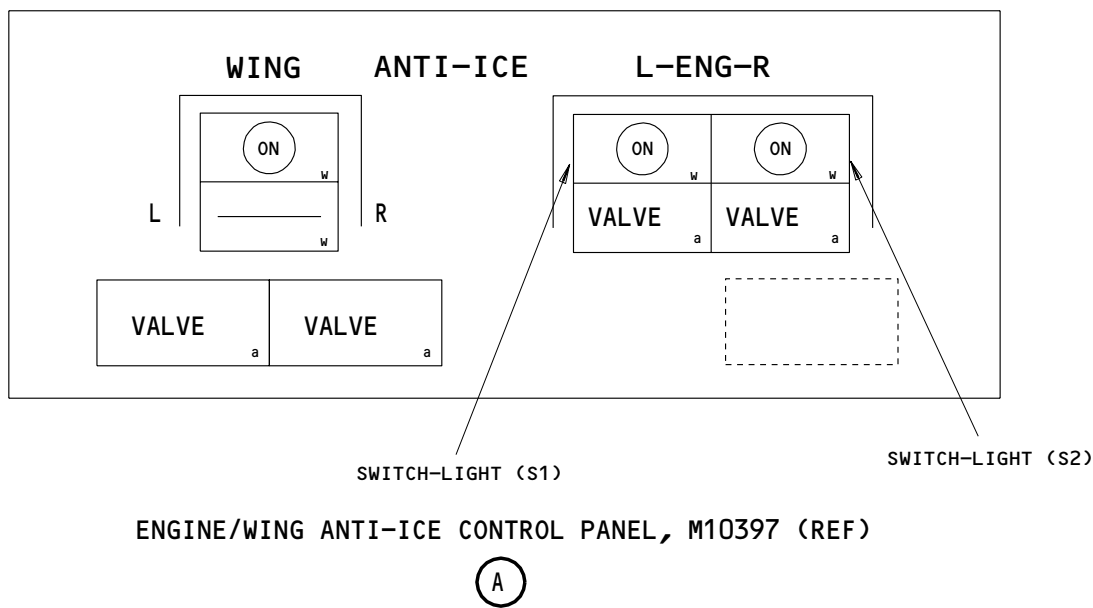 WING ANTI-ICE L-ENG-R
ON ON ON
w w w
L R
w
VALVE VALVE
a a
VALVE VALVE
a a
SWITCH-LIGHT (S1)
SWITCH-LIGHT (S2)
ENGINE/WING ANTI-ICE CONTROL PANEL, M10397 (REF)
A